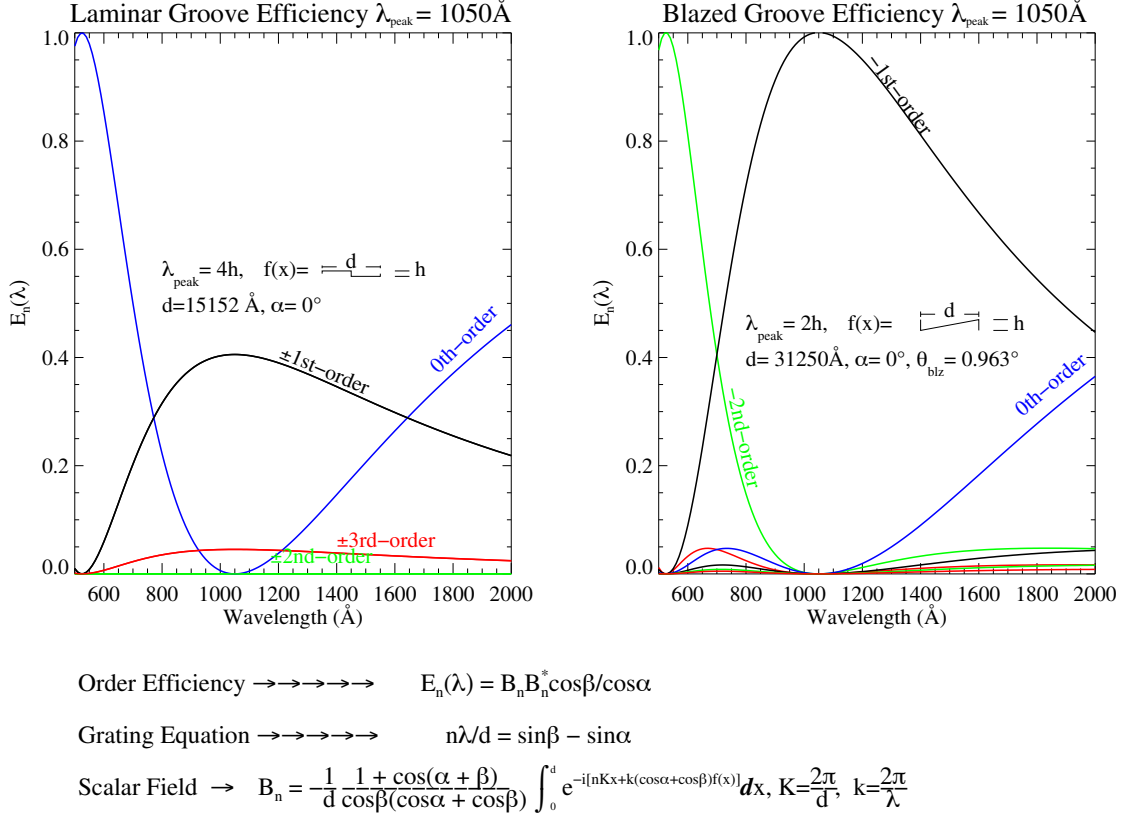 Laminar Groove Efficiency λpeak = 1050Å
1.0
0.8
0.6
0.4
0.2
0.0
En(λ)
λpeak = 4h, f(x)= d h
d=15152 Å, α= 0°
±1st−order
0th−order
±3rd−order
±2nd−order
600 800 1000 1200 1400 1600 1800 2000
Wavelength (Å)
Blazed Groove Efficiency λpeak = 1050Å
1.0
0.8
0.6
0.4
0.2
0.0
En(λ)
−1st−order
λpeak = 2h, f(x)= d h
d= 31250Å, α= 0°, θblz = 0.963°
−2nd−order
0th−order
600 800 1000 1200 1400 1600 1800 2000
Wavelength (Å)
Order Efficiency →→→→→ En(λ) = BnBn*cosβ/cosα
Grating Equation →→→→→ nλ/d = sinβ − sinα
Scalar Field → Bn = −1/d (1 + cos(α + β))/(cosβ(cosα + cosβ)) ∫0^d e^−i[nKx+k(cosα+cosβ)f(x)] dx, K=2π/d, k=2π/λ